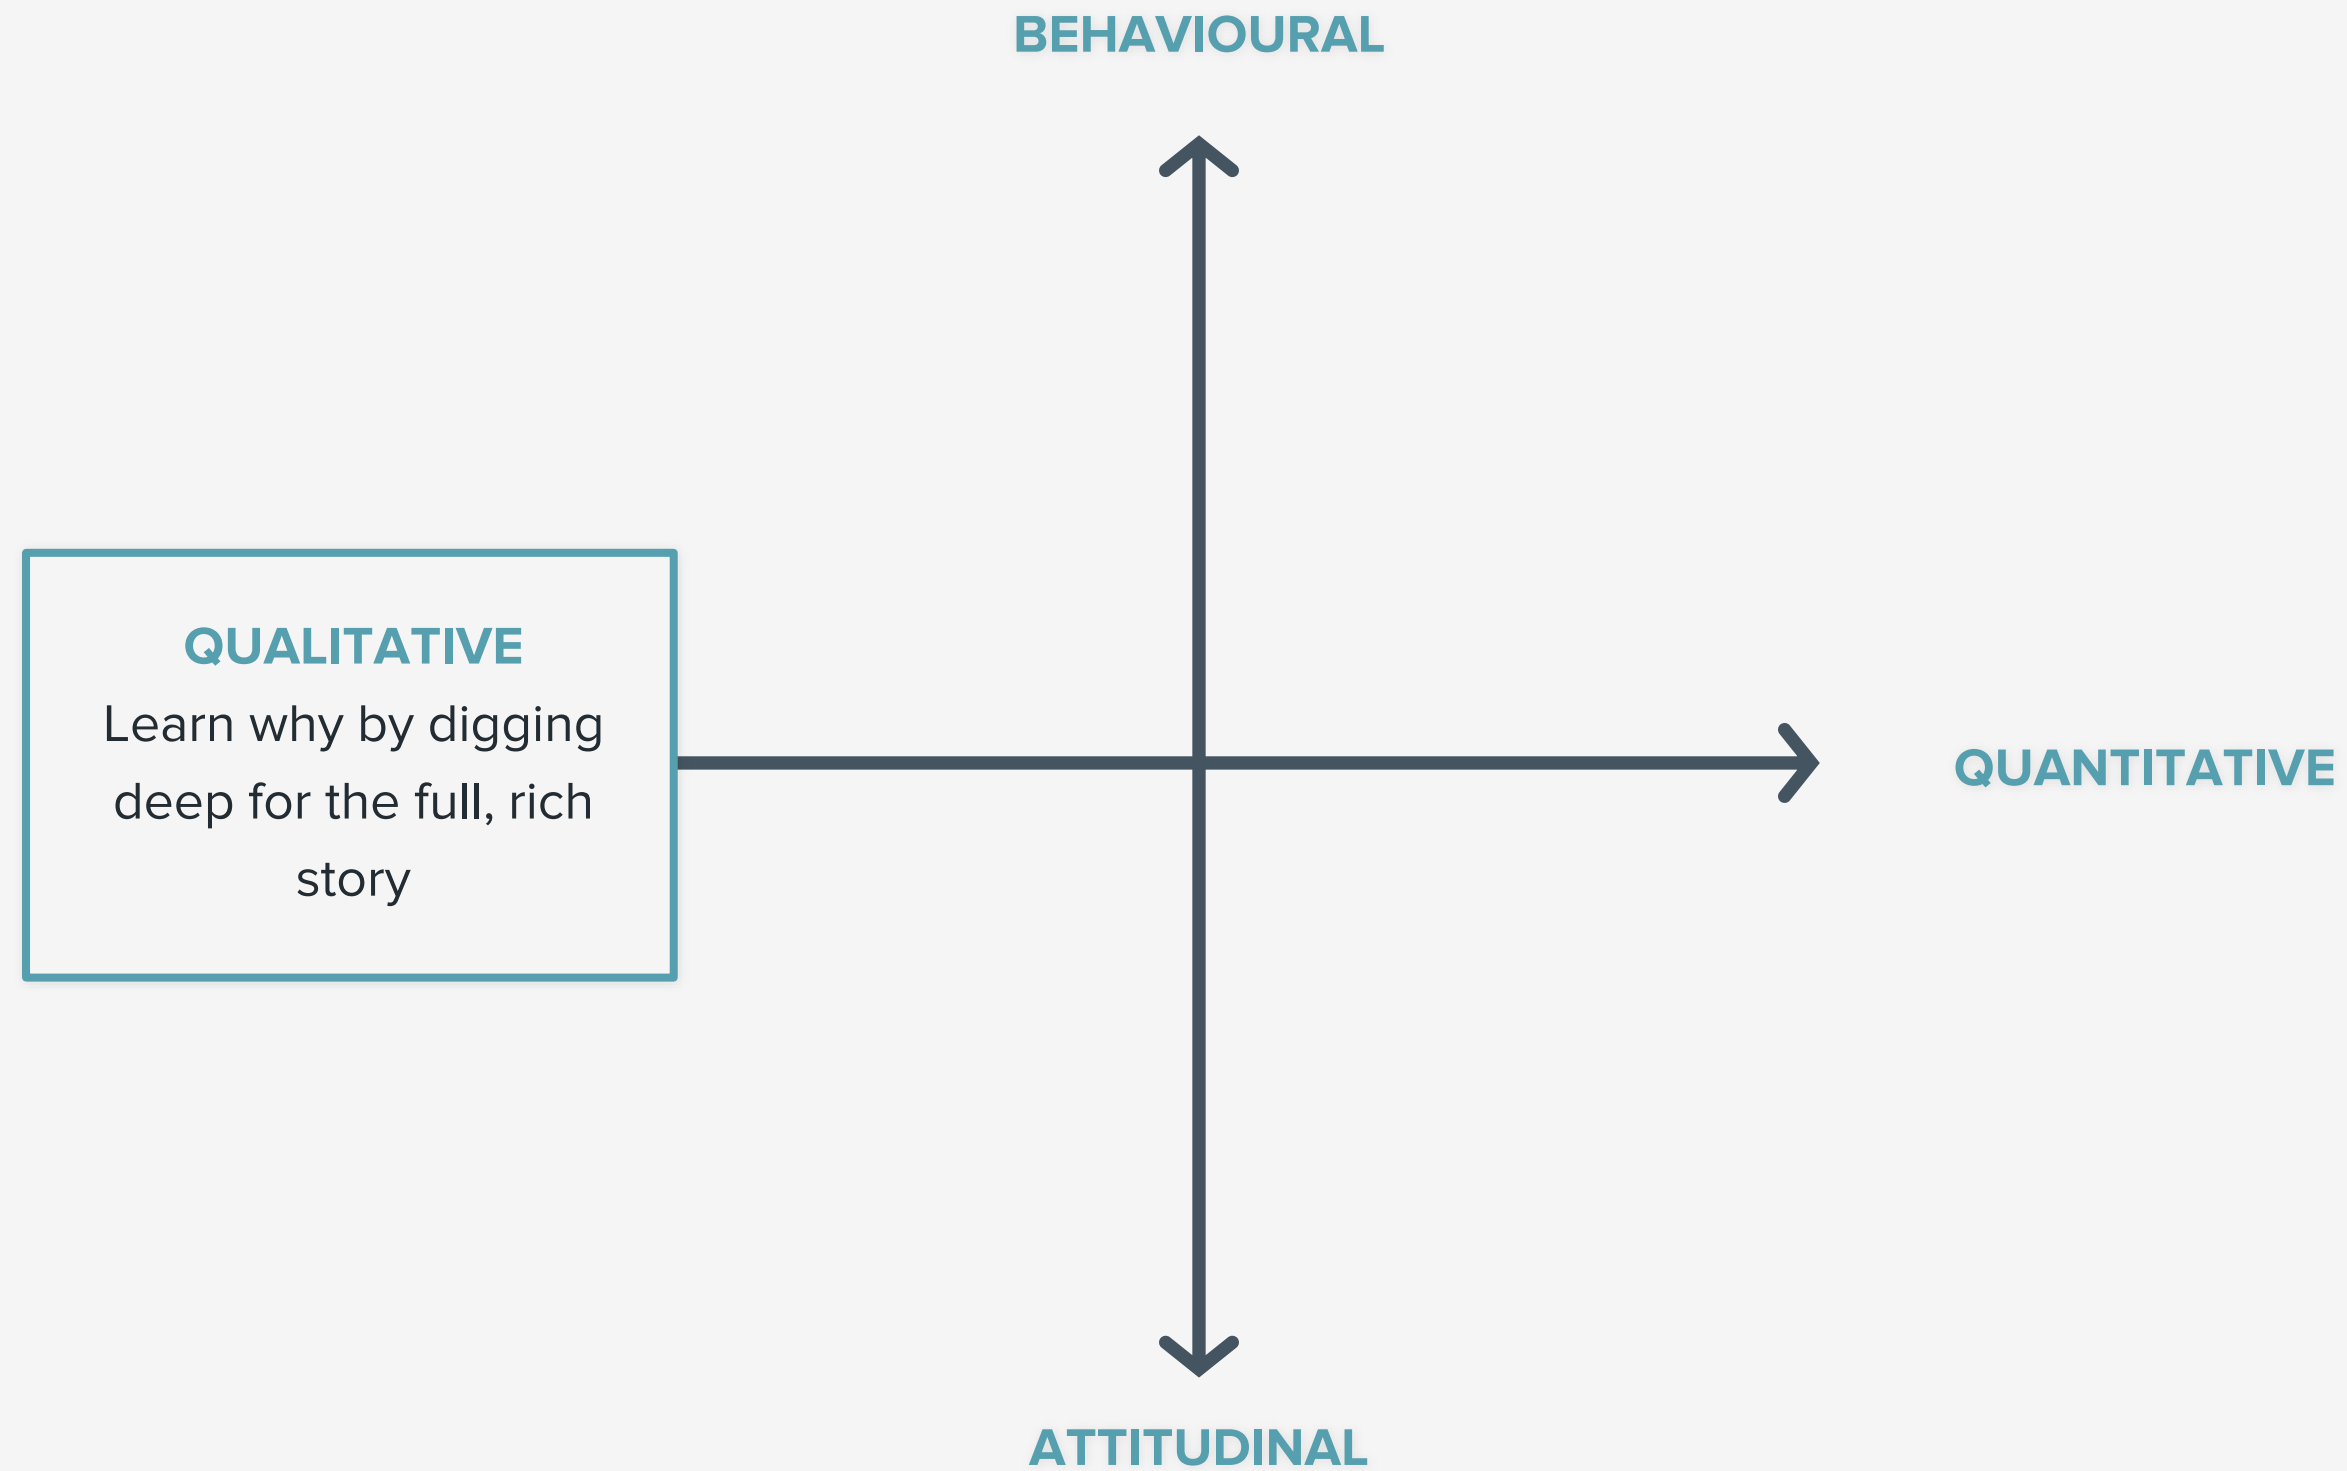 BEHAVIOURAL
QUALITATIVE
Learn why by digging
deep for the full, rich
story
QUANTITATIVE
ATTITUDINAL